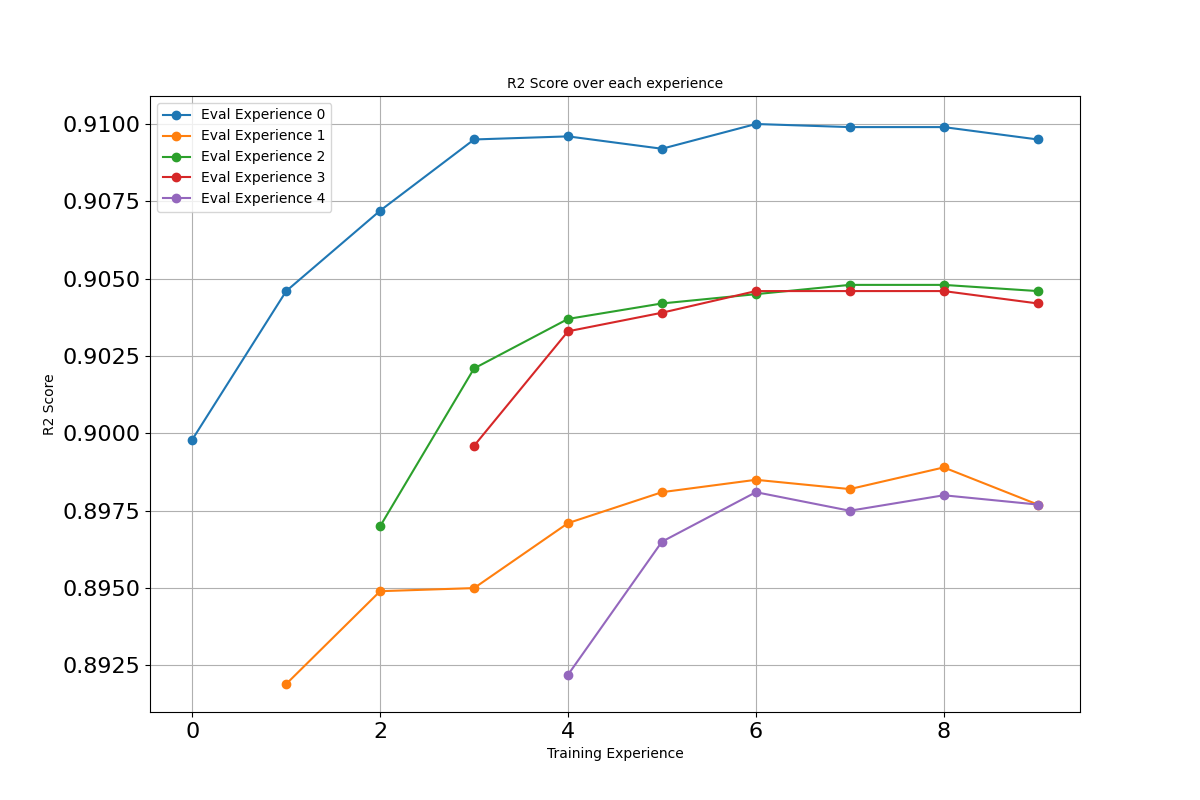 R2 Score over each experience
Eval Experience 0
Eval Experience 1
Eval Experience 2
Eval Experience 3
Eval Experience 4
0.9100
0.9075
0.9050
0.9025
0.9000
0.8975
0.8950
0.8925
R2 Score
0 2 4 6 8
Training Experience